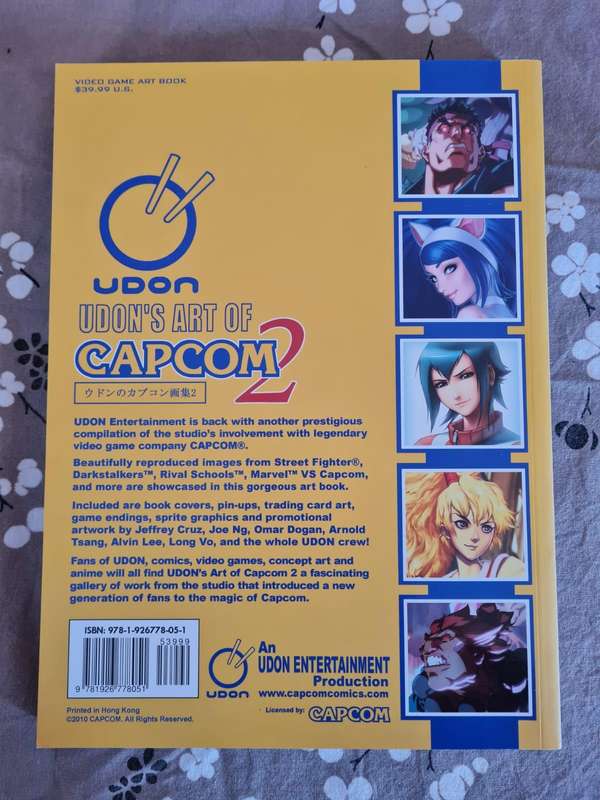 VIDEO GAME ART BOOK
$39.99 U.S.
UDON
UDON'S ART OF
CAPCOM 2
ウドンのカプコン画集2
UDON Entertainment is back with another prestigious
compilation of the studio's involvement with legendary
video game company CAPCOM®.
Beautifully reproduced images from Street Fighter®,
Darkstalkers™, Rival Schools™, Marvel™ VS Capcom,
and more are showcased in this gorgeous art book.
Included are book covers, pin-ups, trading card art,
game endings, sprite graphics and promotional
artwork by Jeffrey Cruz, Joe Ng, Omar Dogan, Arnold
Tsang, Alvin Lee, Long Vo, and the whole UDON crew!
Fans of UDON, comics, video games, concept art and
anime will all find UDON's Art of Capcom 2 a fascinating
gallery of work from the studio that introduced a new
generation of fans to the magic of Capcom.
ISBN: 978-1-926778-05-1
53999
9 781926 778051
UDON
An
UDON ENTERTAINMENT
Production
www.capcomcomics.com
Licensed by: CAPCOM
Printed in Hong Kong
©2010 CAPCOM. All Rights Reserved.